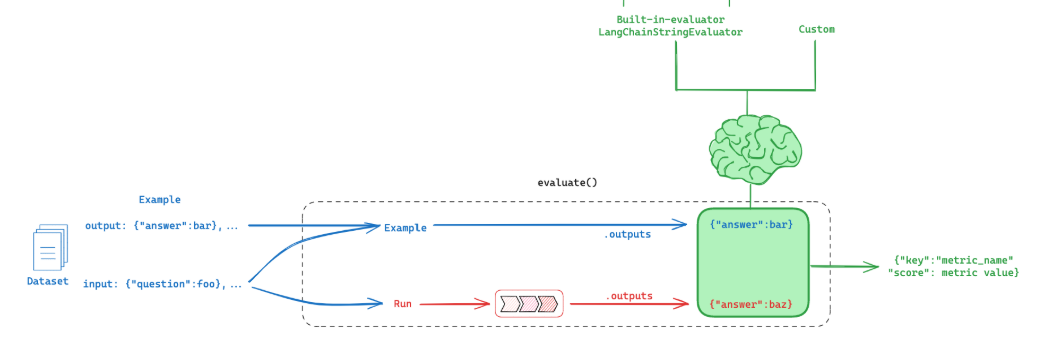 Built-in-evaluator
LangChainStringEvaluator
Custom
evaluate()
Example
output: {"answer":bar},...
Example
.outputs
{"answer":bar}
Dataset
input: {"question":foo},...
{"key":"metric_name"
"score": metric value}
Run
.outputs
{"answer":baz}